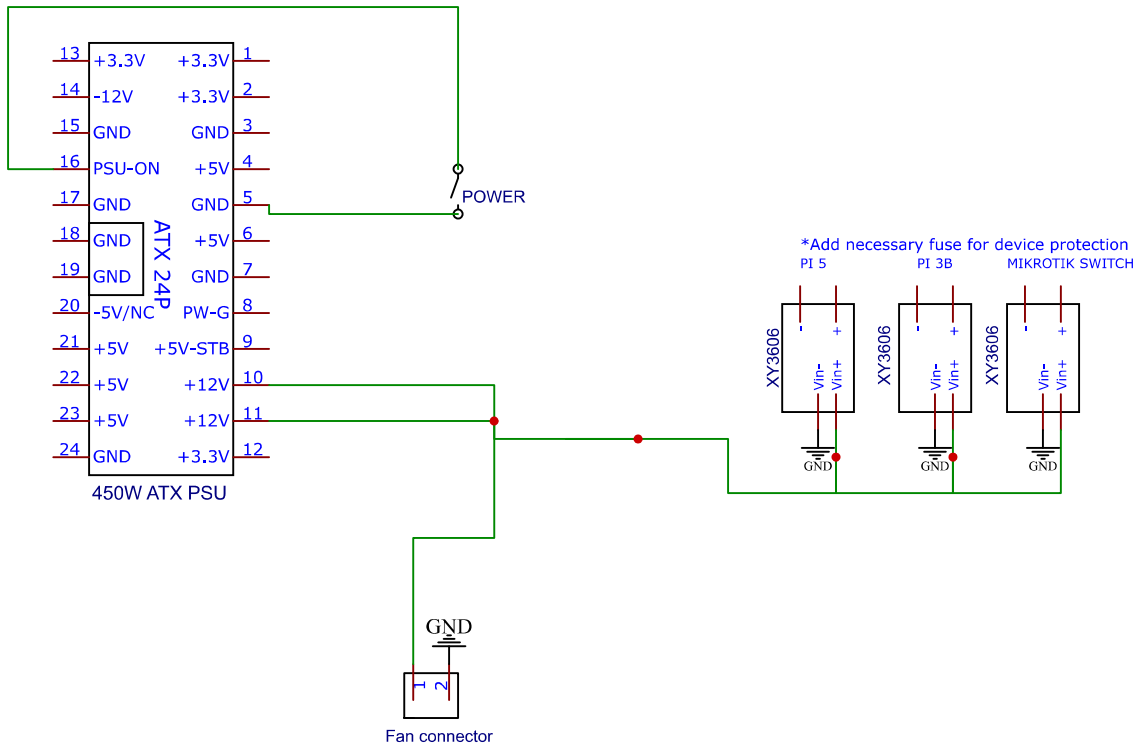 13 +3.3V +3.3V 1
14 -12V +3.3V 2
15 GND GND 3
16 PSU-ON +5V 4
17 GND GND 5
18 GND +5V 6
19 GND GND 7
20 -5V/NC PW-G 8
21 +5V +5V-STB 9
22 +5V +12V 10
23 +5V +12V 11
24 GND +3.3V 12
ATX 24P
450W ATX PSU
POWER
*Add necessary fuse for device protection
PI 5
PI 3B
MIKROTIK SWITCH
XY3606
- +
Vin- Vin+
GND
XY3606
- +
Vin- Vin+
GND
XY3606
- +
Vin- Vin+
GND
GND
1 2
Fan connector